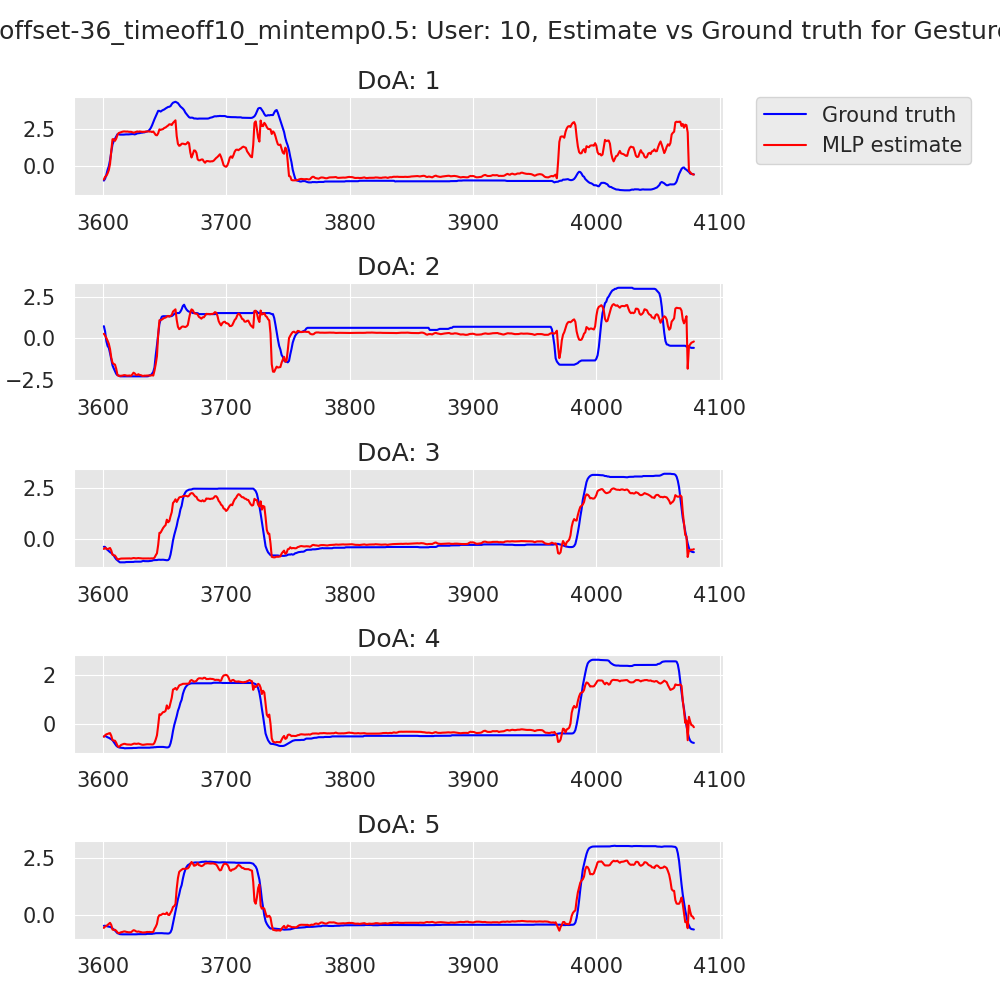 offset-36_timeoff10_mintemp0.5: User: 10, Estimate vs Ground truth for Gesture
DoA: 1
Ground truth
MLP estimate
2.5
0.0
3600 3700 3800 3900 4000 4100
DoA: 2
2.5
0.0
−2.5
3600 3700 3800 3900 4000 4100
DoA: 3
2.5
0.0
3600 3700 3800 3900 4000 4100
DoA: 4
2
0
3600 3700 3800 3900 4000 4100
DoA: 5
2.5
0.0
3600 3700 3800 3900 4000 4100